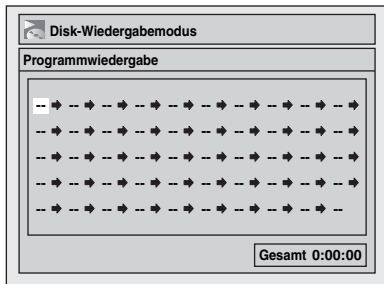 Disk-Wiedergabemodus
Programmwiedergabe
-- ➡ -- ➡ -- ➡ -- ➡ -- ➡ -- ➡ -- ➡ -- ➡ -- ➡
-- ➡ -- ➡ -- ➡ -- ➡ -- ➡ -- ➡ -- ➡ -- ➡ -- ➡
-- ➡ -- ➡ -- ➡ -- ➡ -- ➡ -- ➡ -- ➡ -- ➡ -- ➡
-- ➡ -- ➡ -- ➡ -- ➡ -- ➡ -- ➡ -- ➡ -- ➡ -- ➡
-- ➡ -- ➡ -- ➡ -- ➡ -- ➡ -- ➡ -- ➡ -- ➡ --
Gesamt 0:00:00